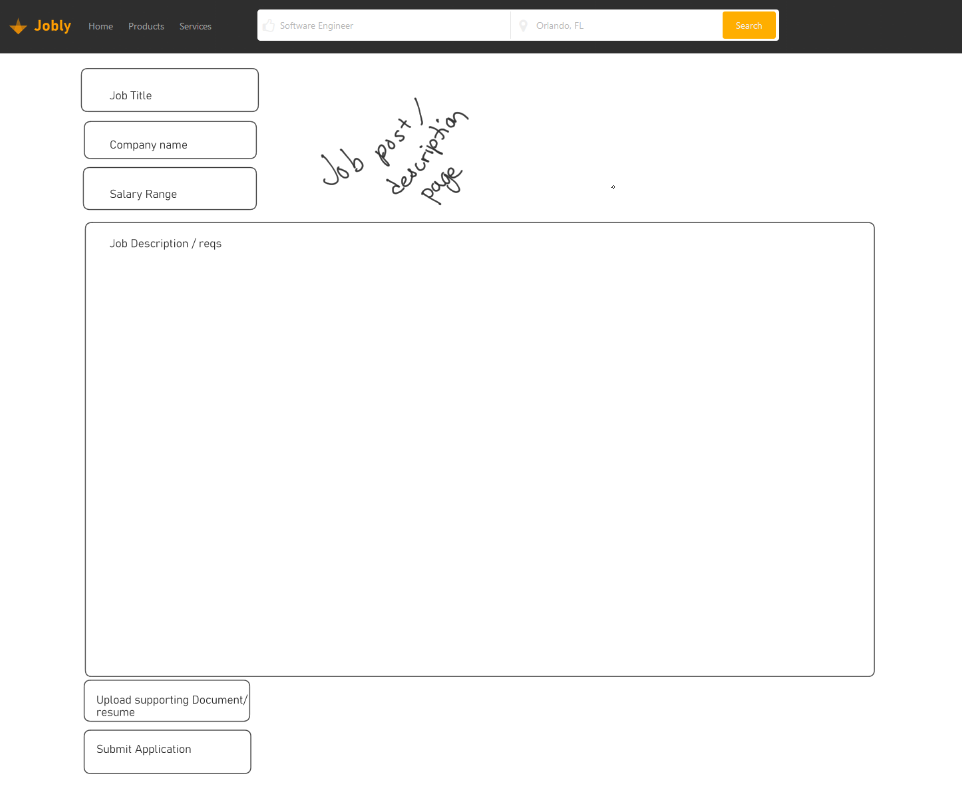 Jobly Home Products Services Software Engineer Orlando, FL Search
Job Title
Company name
Salary Range
Job post/
description
page
Job Description / reqs
Upload supporting Document/
resume
Submit Application